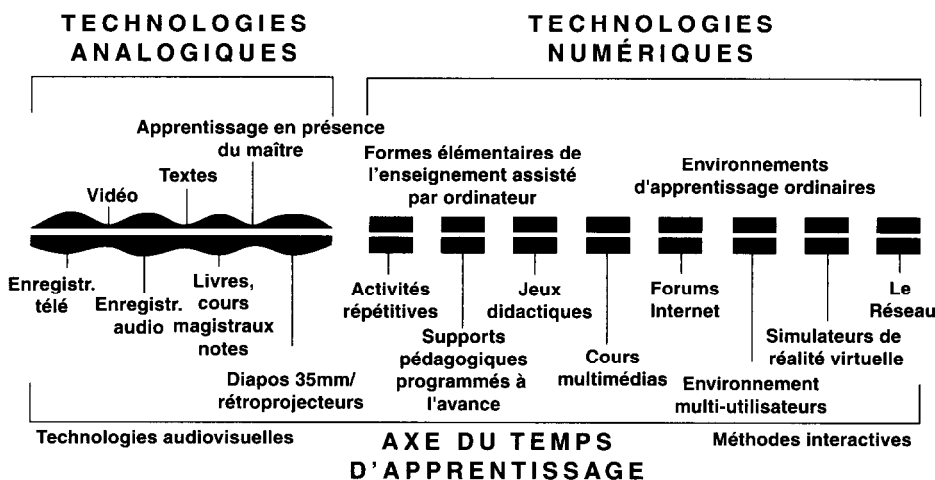 TECHNOLOGIES
ANALOGIQUES
TECHNOLOGIES
NUMÉRIQUES
Apprentissage en présence
du maître
Textes
Vidéo
Formes élémentaires de
l'enseignement assisté
par ordinateur
Environnements
d'apprentissage ordinaires
Enregistr.
télé
Enregistr.
audio
Livres,
cours
magistraux
notes
Diapos 35mm/
rétroprojecteurs
Activités
répétitives
Supports
pédagogiques
programmés à
l'avance
Jeux
didactiques
Cours
multimédias
Forums
Internet
Environnement
multi-utilisateurs
Simulateurs de
réalité virtuelle
Le
Réseau
Technologies audiovisuelles
AXE DU TEMPS
D'APPRENTISSAGE
Méthodes interactives